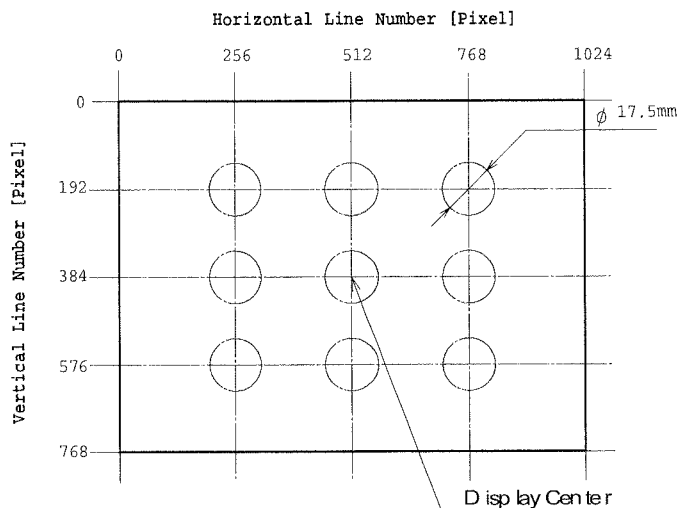 Horizontal Line Number [Pixel]
0 256 512 768 1024
Vertical Line Number [Pixel]
0
ϕ 17.5mm
192
384
576
768
Display Center